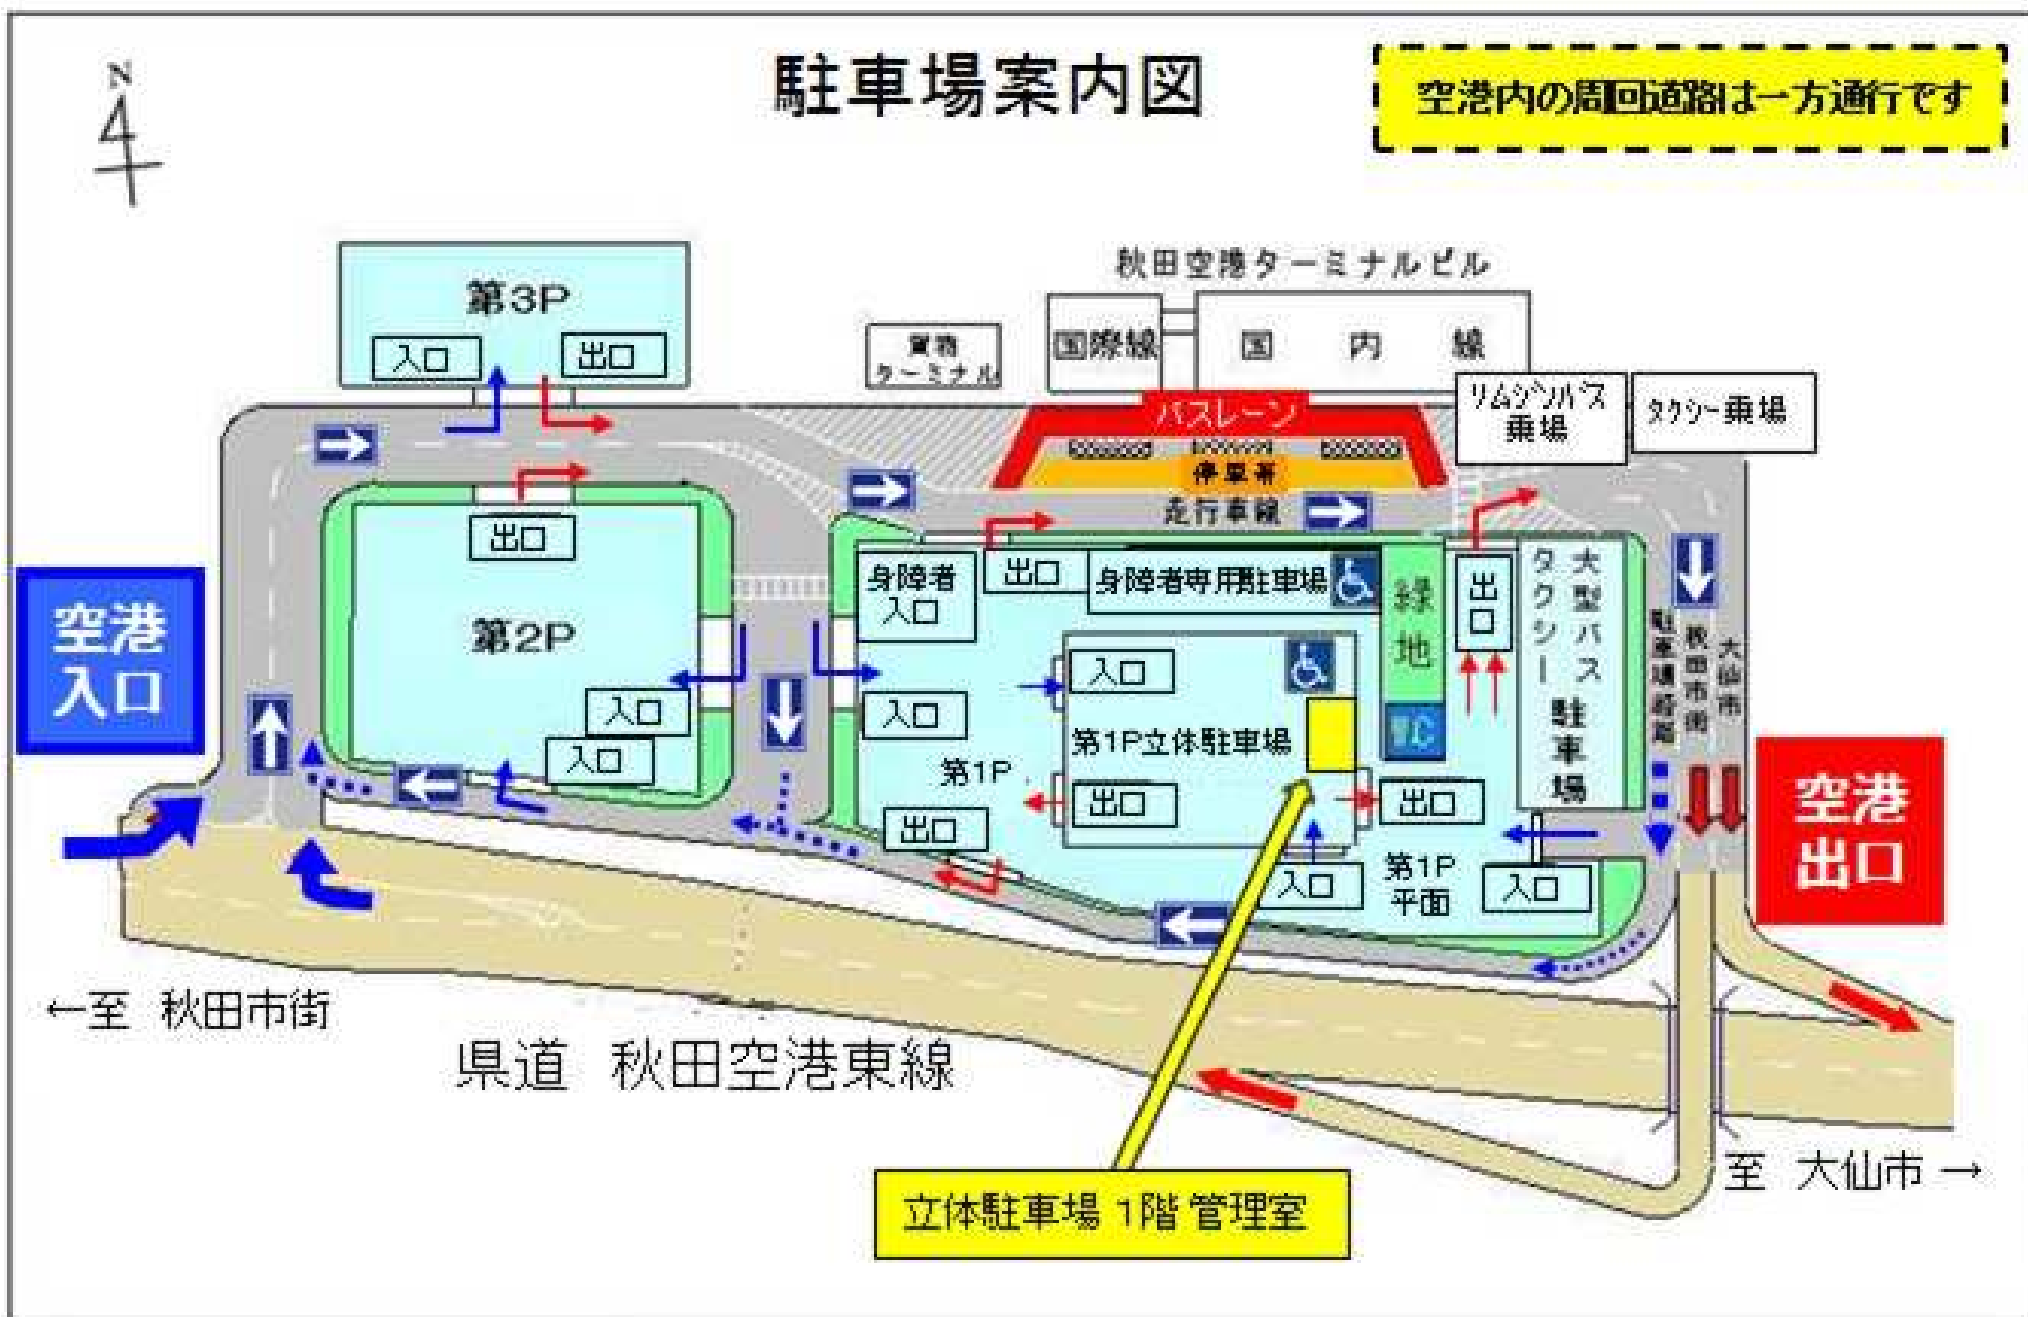 駐車場案内図
空港内の周回道路は一方通行です
N
秋田空港ターミナルビル
第3P
入口
出口
貨物
ターミナル
国際線
国内線
リムジンバス
乗場
タクシー乗場
バスレーン
停車帯
走行車線
出口
第2P
入口
入口
空港
入口
身障者
入口
出口
身障者専用駐車場
緑地
出口
大型バス
タクシー
駐車場
駐車場経路
秋田市街
大仙市
入口
入口
第1P
第1P立体駐車場
WC
出口
出口
出口
入口
第1P
平面
入口
空港
出口
←至 秋田市街
県道 秋田空港東線
至 大仙市→
立体駐車場 1階 管理室